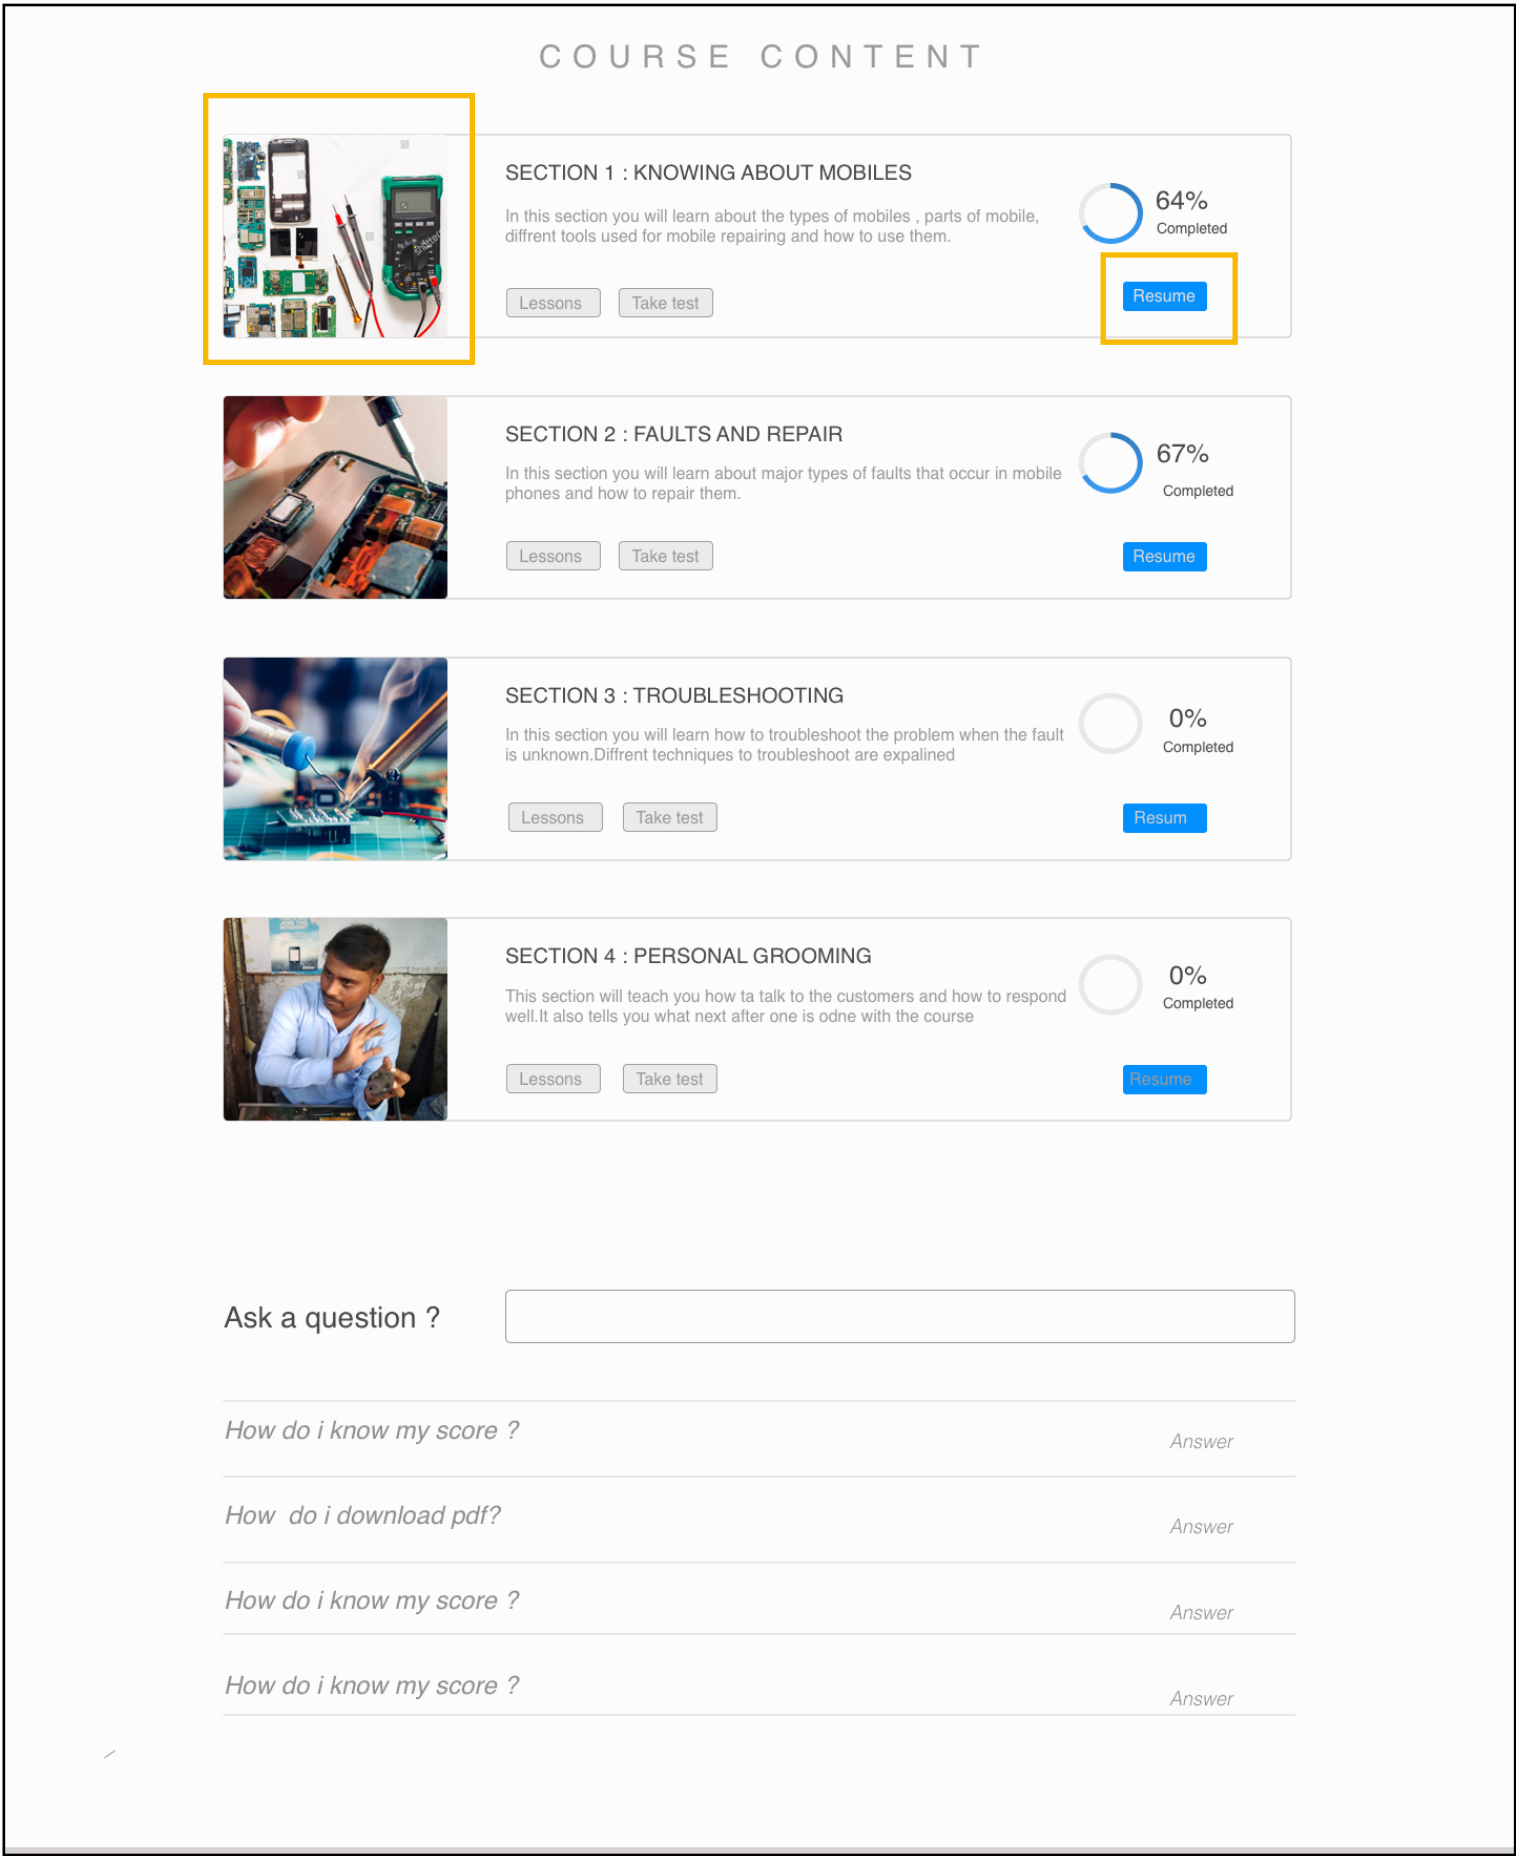 COURSE CONTENT
SECTION 1 : KNOWING ABOUT MOBILES
In this section you will learn about the types of mobiles , parts of mobile,
diffrent tools used for mobile repairing and how to use them.
64%
Completed
Lessons
Take test
Resume
SECTION 2 : FAULTS AND REPAIR
In this section you will learn about major types of faults that occur in mobile
phones and how to repair them.
67%
Completed
Lessons
Take test
Resume
SECTION 3 : TROUBLESHOOTING
In this section you will learn how to troubleshoot the problem when the fault
is unknown.Diffrent techniques to troubleshoot are expalined
0%
Completed
Lessons
Take test
Resum
SECTION 4 : PERSONAL GROOMING
This section will teach you how ta talk to the customers and how to respond
well.It also tells you what next after one is odne with the course
0%
Completed
Lessons
Take test
Resume
Ask a question ?
How do i know my score ?
Answer
How  do i download pdf?
Answer
How do i know my score ?
Answer
How do i know my score ?
Answer